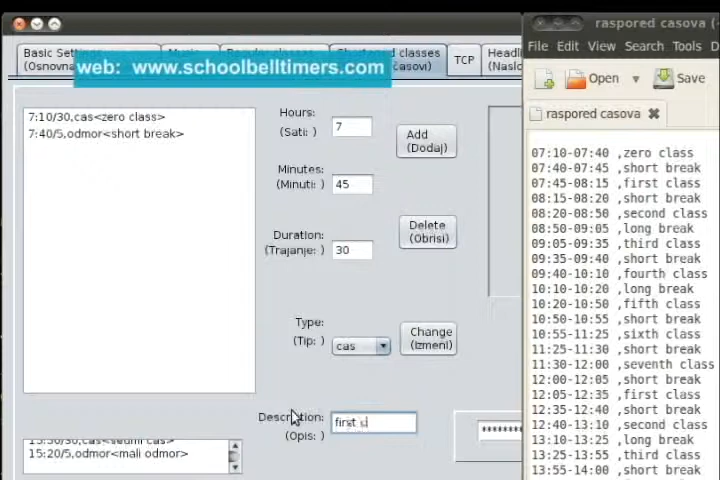 raspored casova (
Basic
(Osnovna
classes
časovi)
TCP
Headli
(Naslo
web: www.schoolbelltimers.com
File Edit View Search Tools D
Open Save
raspored casova
7:10/30,cas<zero class>
7:40/5,odmor<short break>
Hours:
(Sati: )
7
Add
(Dodaj)
Minutes:
(Minuti: )
45
Duration:
(Trajanje: )
30
Delete
(Obrisi)
Type:
(Tip: )
cas
Change
(Izmeni)
Description:
(Opis: )
first
15:20/5,odmor<mali odmor>
********
07:10-07:40 ,zero class
07:40-07:45 ,short break
07:45-08:15 ,first class
08:15-08:20 ,short break
08:20-08:50 ,second class
08:50-09:05 ,long break
09:05-09:35 ,third class
09:35-09:40 ,short break
09:40-10:10 ,fourth class
10:10-10:20 ,long break
10:20-10:50 ,fifth class
10:50-10:55 ,short break
10:55-11:25 ,sixth class
11:25-11:30 ,short break
11:30-12:00 ,seventh class
12:00-12:05 ,short break
12:05-12:35 ,first class
12:35-12:40 ,short break
12:40-13:10 ,second class
13:10-13:25 ,long break
13:25-13:55 ,third class
13:55-14:00 ,short break